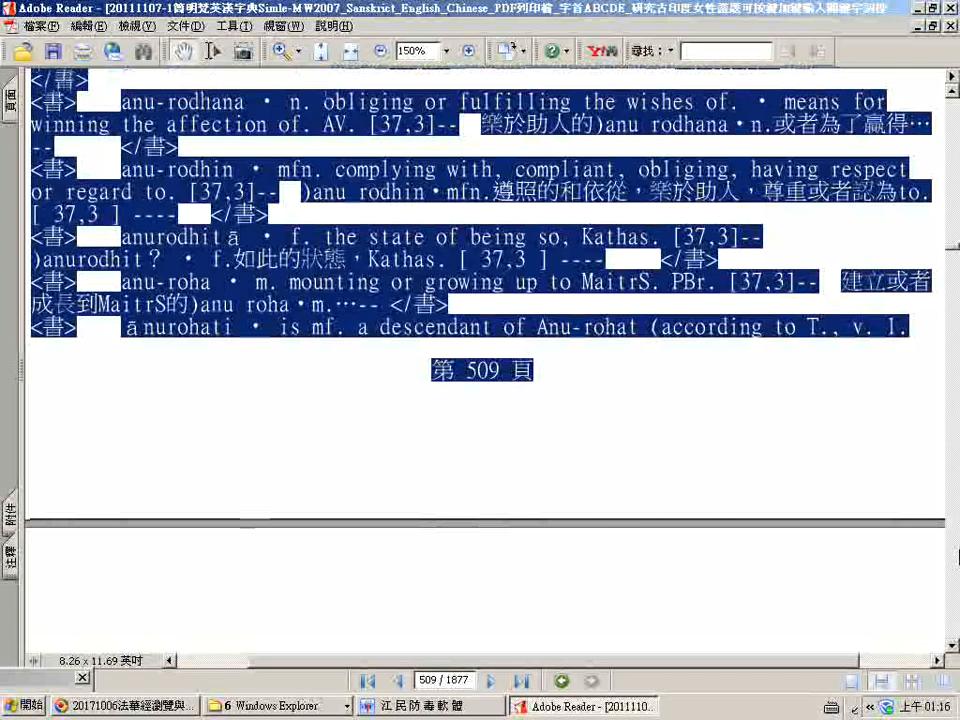 Adobe Reader - [20111107-1簡明梵英漢字典Simle-MW2007_Sanskrict_English_Chinese_PDF列印檔_字首ABCDE_研究古印度女性議題可按鍵加鍵輸入關鍵字詞搜
檔案(F) 編輯(E) 檢視(V) 文件(D) 工具(T) 視窗(W) 說明(H)
150% Y! 尋找：
頁面
</書>
<書> anu-rodhana · n. obliging or fulfilling the wishes of. · means for
winning the affection of. AV. [37,3]-- 樂於助人的)anu rodhana·n.或者為了贏得…
-- </書>
<書> anu-rodhin · mfn. complying with, compliant, obliging, having respect
or regard to. [37,3]-- )anu rodhin·mfn.遵照的和依從，樂於助人，尊重或者認為to.
[ 37,3 ] ---- </書>
<書> anurodhitā · f. the state of being so, Kathas. [37,3]--
)anurodhit？ · f.如此的狀態，Kathas. [ 37,3 ] ---- </書>
<書> anu-roha · m. mounting or growing up to MaitrS. PBr. [37,3]-- 建立或者
成長到MaitrS的)anu roha·m.…-- </書>
<書> ānurohati · is mf. a descendant of Anu-rohat (according to T., v. l.
第 509 頁
附件
注釋
8.26 x 11.69 英吋
509 / 1877
開始 20171006法華經瀏覽與... 6 Windows Explorer 江民防毒軟體 Adobe Reader - [2011110... 上午 01:16